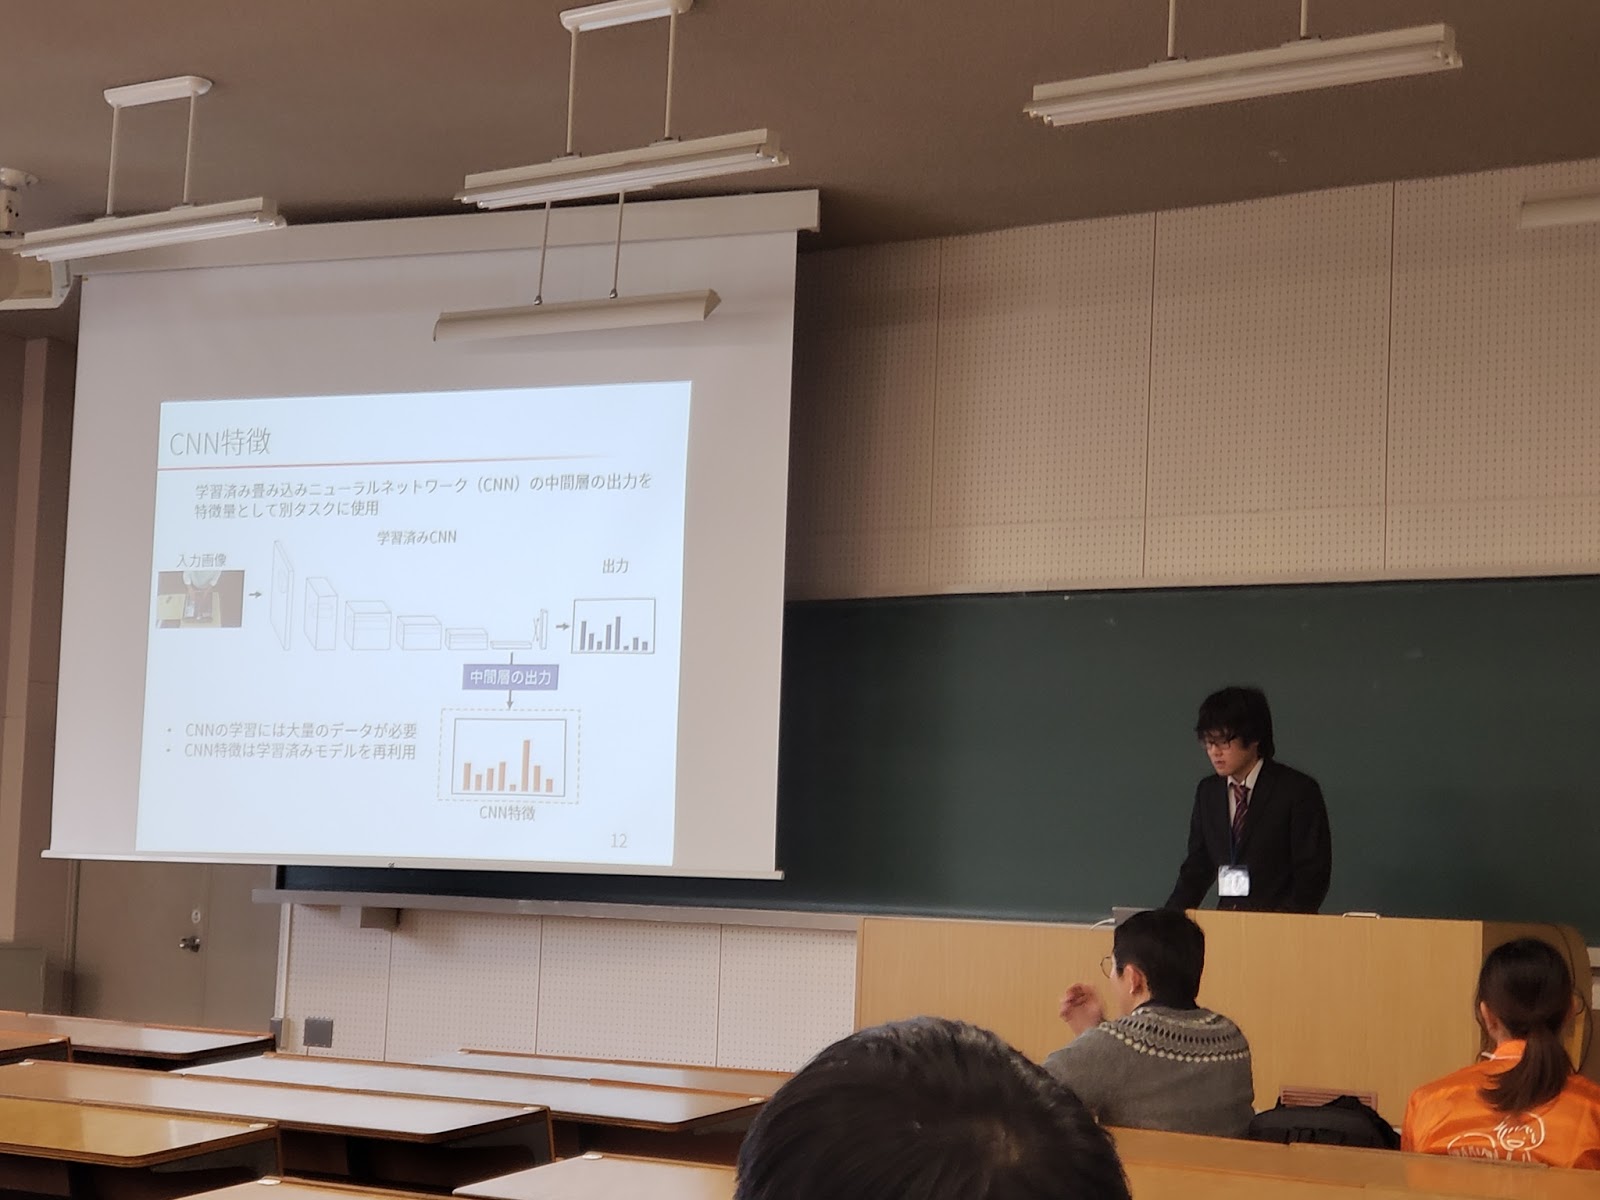 CNN特徴
学習済み畳み込みニューラルネットワーク（CNN）の中間層の出力を
特徴量として別タスクに使用
学習済みCNN
入力画像
出力
中間層の出力
・ CNNの学習には大量のデータが必要
・ CNN特徴は学習済みモデルを再利用
CNN特徴
12